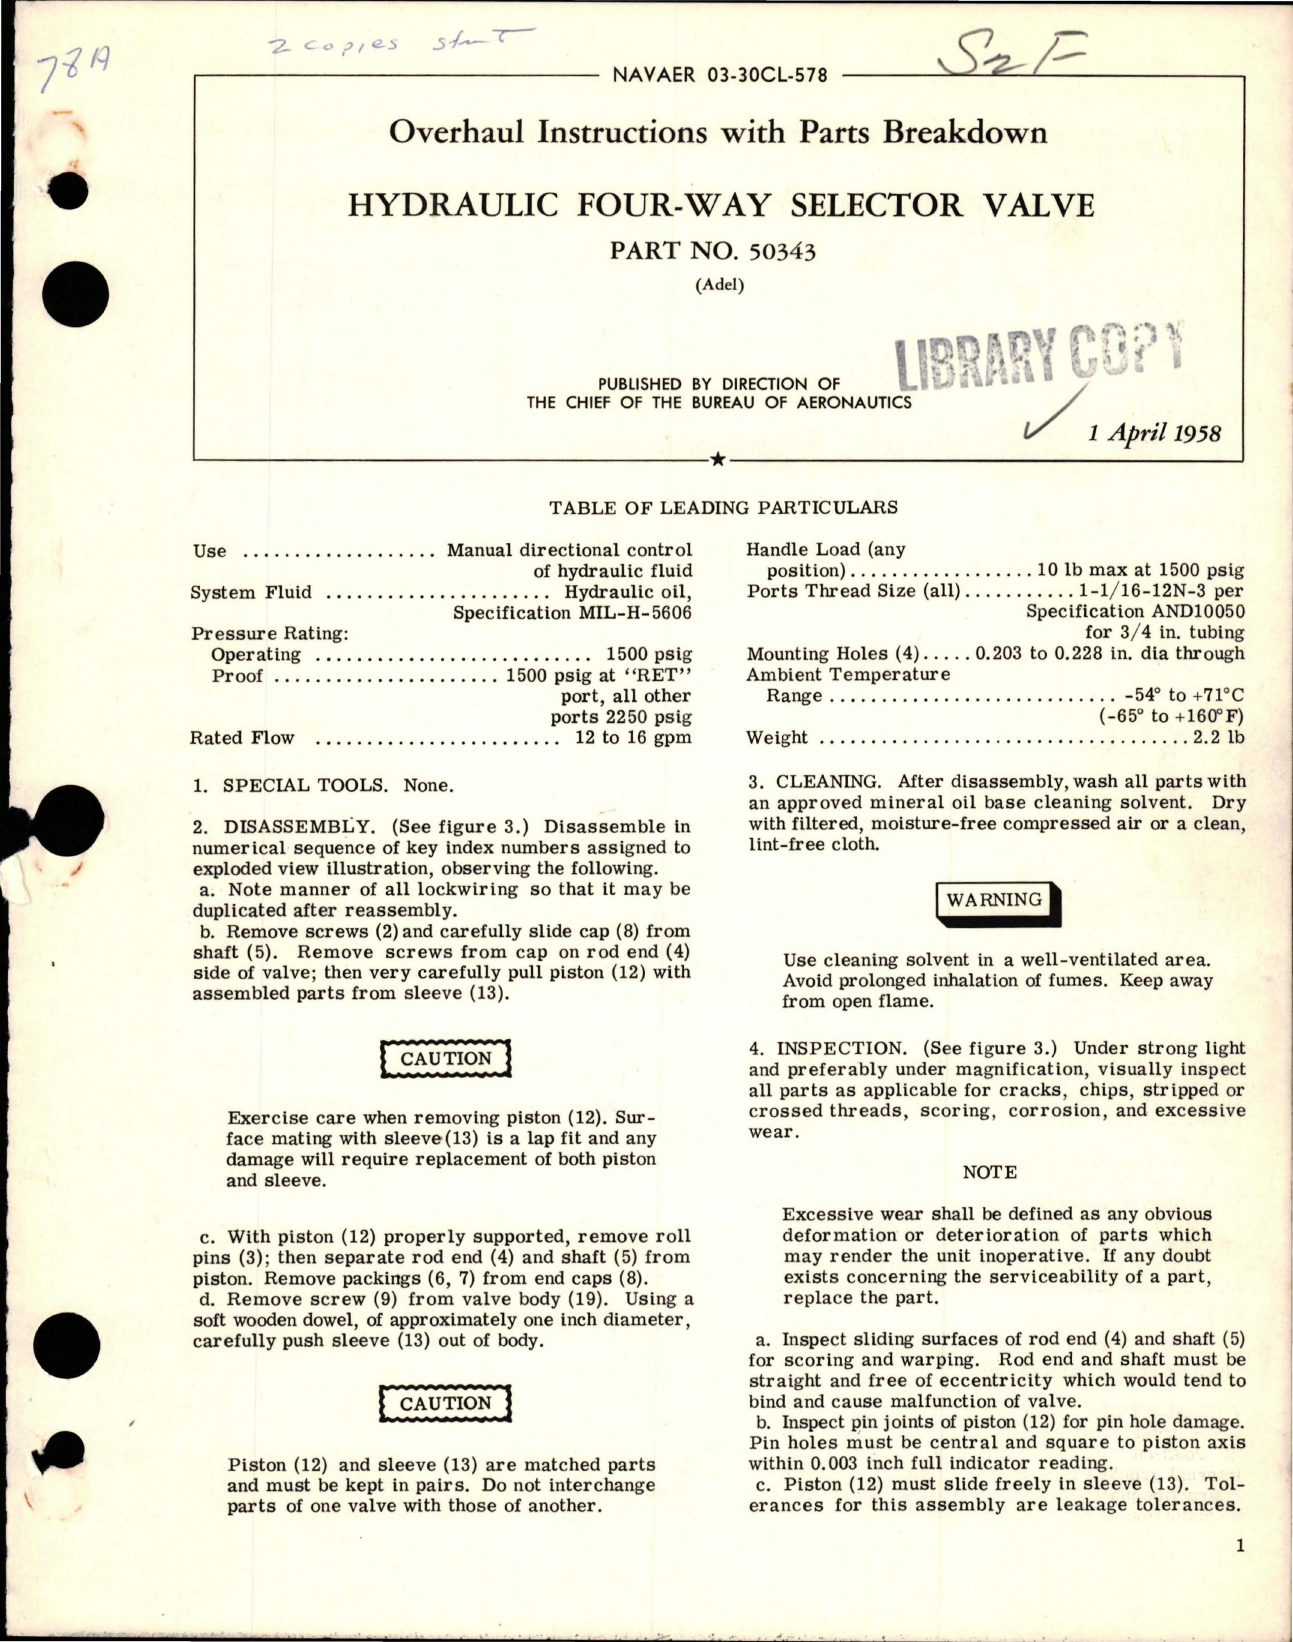 78A
2 copies
NAVAER 03-30CL-578
Overhaul Instructions with Parts Breakdown
HYDRAULIC FOUR-WAY SELECTOR VALVE
PART NO. 50343
(Adel)
LIBRARY COPY
PUBLISHED BY DIRECTION OF
THE CHIEF OF THE BUREAU OF AERONAUTICS
1 April 1958
TABLE OF LEADING PARTICULARS
Use ................... Manual directional control
of hydraulic fluid
System Fluid ...................... Hydraulic oil,
Specification MIL-H-5606
Pressure Rating:
Operating ........................... 1500 psig
Proof ...................... 1500 psig at "RET"
port, all other
ports 2250 psig
Rated Flow ........................ 12 to 16 gpm
1. SPECIAL TOOLS. None.
2. DISASSEMBLY. (See figure 3.) Disassemble in
numerical sequence of key index numbers assigned to
exploded view illustration, observing the following.
a. Note manner of all lockwiring so that it may be
duplicated after reassembly.
b. Remove screws (2) and carefully slide cap (8) from
shaft (5). Remove screws from cap on rod end (4)
side of valve; then very carefully pull piston (12) with
assembled parts from sleeve (13).
CAUTION
Exercise care when removing piston (12). Sur-
face mating with sleeve (13) is a lap fit and any
damage will require replacement of both piston
and sleeve.
c. With piston (12) properly supported, remove roll
pins (3); then separate rod end (4) and shaft (5) from
piston. Remove packings (6, 7) from end caps (8).
d. Remove screw (9) from valve body (19). Using a
soft wooden dowel, of approximately one inch diameter,
carefully push sleeve (13) out of body.
CAUTION
Piston (12) and sleeve (13) are matched parts
and must be kept in pairs. Do not interchange
parts of one valve with those of another.
Handle Load (any
position).................. 10 lb max at 1500 psig
Ports Thread Size (all)........... 1-1/16-12N-3 per
Specification AND10050
for 3/4 in. tubing
Mounting Holes (4)..... 0.203 to 0.228 in. dia through
Ambient Temperature
Range ............................ -54° to +71°C
(-65° to +160°F)
Weight .................................... 2.2 lb
3. CLEANING. After disassembly, wash all parts with
an approved mineral oil base cleaning solvent. Dry
with filtered, moisture-free compressed air or a clean,
lint-free cloth.
WARNING
Use cleaning solvent in a well-ventilated area.
Avoid prolonged inhalation of fumes. Keep away
from open flame.
4. INSPECTION. (See figure 3.) Under strong light
and preferably under magnification, visually inspect
all parts as applicable for cracks, chips, stripped or
crossed threads, scoring, corrosion, and excessive
wear.
NOTE
Excessive wear shall be defined as any obvious
deformation or deterioration of parts which
may render the unit inoperative. If any doubt
exists concerning the serviceability of a part,
replace the part.
a. Inspect sliding surfaces of rod end (4) and shaft (5)
for scoring and warping. Rod end and shaft must be
straight and free of eccentricity which would tend to
bind and cause malfunction of valve.
b. Inspect pin joints of piston (12) for pin hole damage.
Pin holes must be central and square to piston axis
within 0.003 inch full indicator reading.
c. Piston (12) must slide freely in sleeve (13). Tol-
erances for this assembly are leakage tolerances.
1